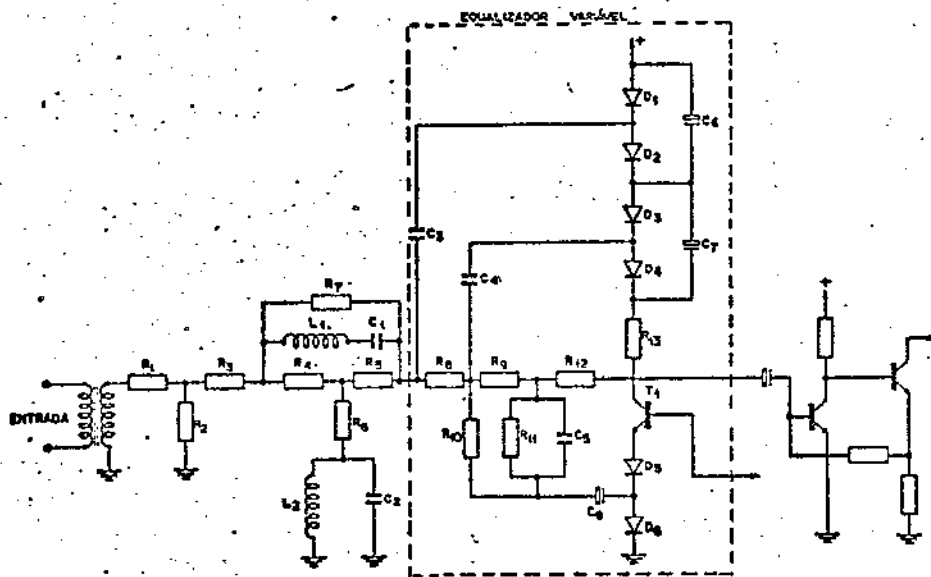 EQUALIZADOR VARIÁVEL
+
D1
C6
D2
D3
C3
C7
C4
D4
R7
+
L1
C1
R13
R1
R3
R4
R5
R8
R9
R12
T1
ENTRADA
R2
R6
R10
R11
C5
D5
L2
C2
C8
D6